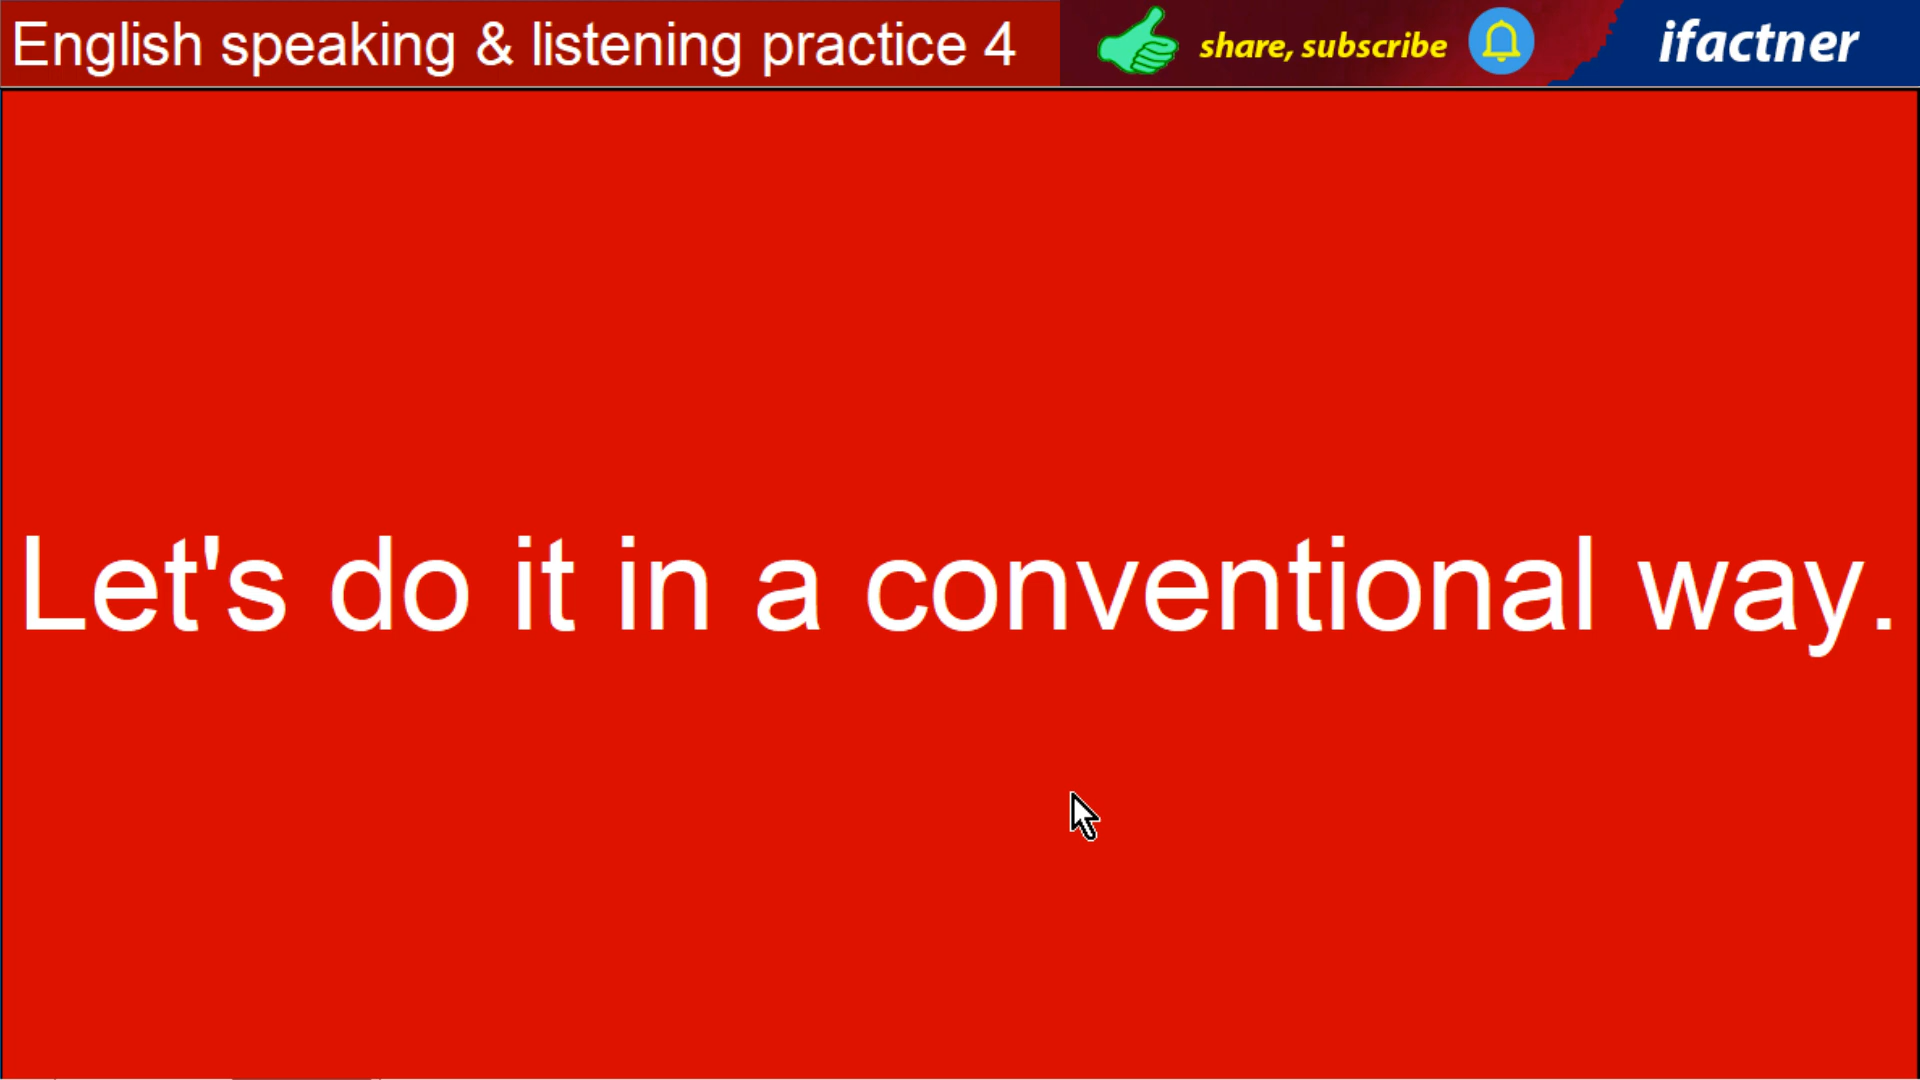 English speaking & listening practice 4
share, subscribe
ifactner
Let's do it in a conventional way.